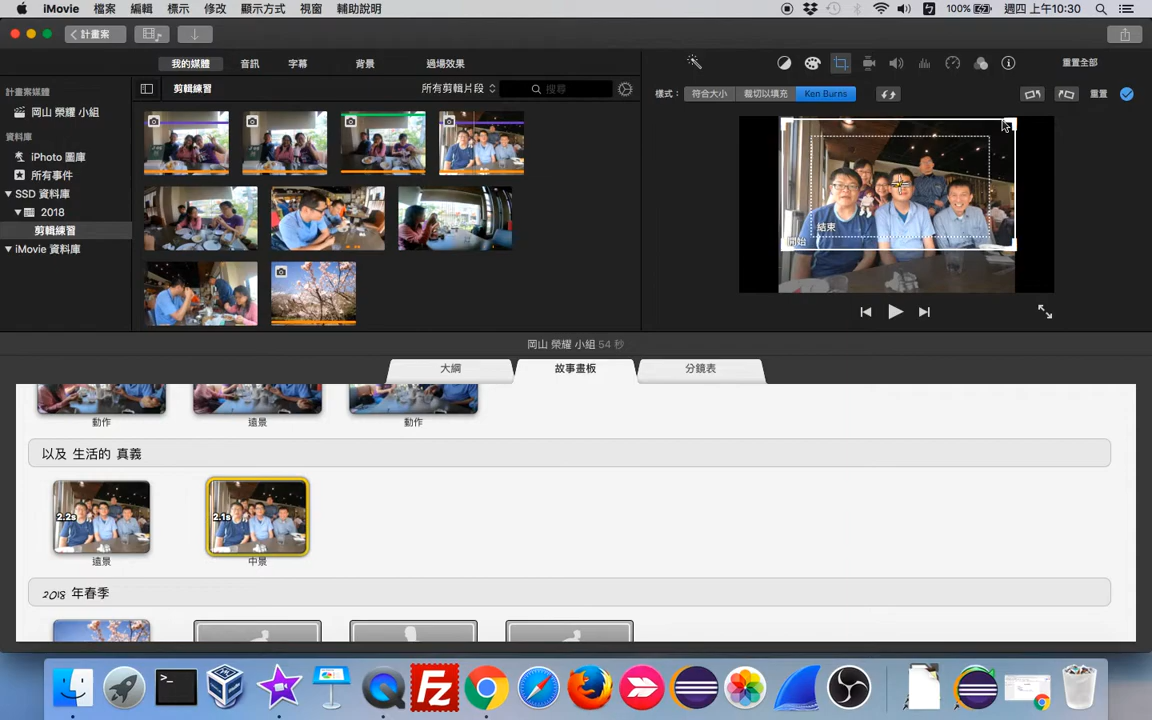 iMovie 檔案 編輯 標示 修改 顯示方式 視窗 輔助說明 100% 週四上午10:30
計畫案
我的媒體 音訊 字幕 背景 過場效果 重置全部
計畫案媒體 剪輯練習 所有剪輯片段 搜尋 樣式： 符合大小 裁切以填充 Ken Burns 重置
岡山 榮耀 小組
資料庫
iPhoto 圖庫
所有事件
SSD 資料庫
2018
剪輯練習
iMovie 資料庫
結束
開始
岡山 榮耀 小組 54 秒
大綱 故事畫板 分鏡表
動作 遠景 動作
以及 生活的 真義
2.2s 2.1s
遠景 中景
2018 年春季
>_ FZ